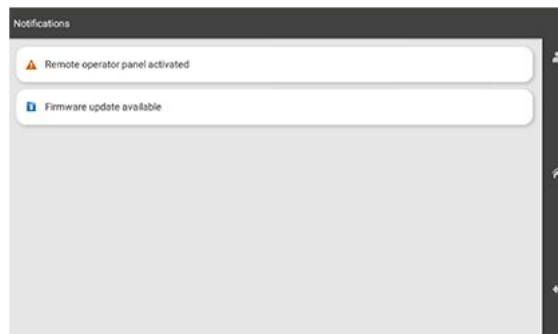 Notifications
Remote operator panel activated
Firmware update available